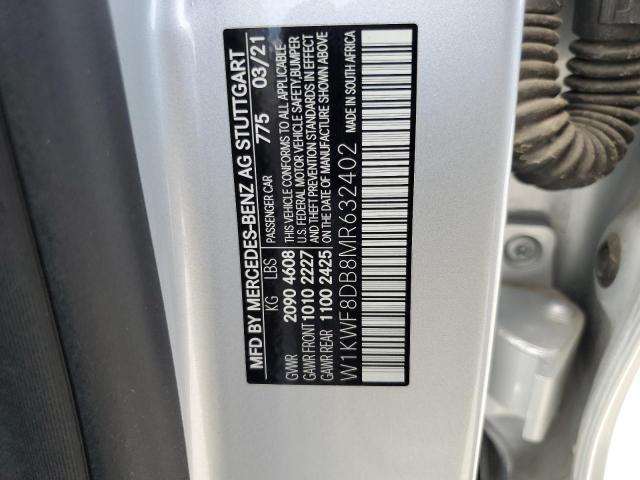 MFD BY MERCEDES-BENZ AG STUTTGART
KG LBS PASSENGER CAR 775 03/21
GVWR 2090 4608 THIS VEHICLE CONFORMS TO ALL APPLICABLE
U.S. FEDERAL MOTOR VEHICLE SAFETY, BUMPER
GAWR FRONT 1010 2227 AND THEFT PREVENTION STANDARDS IN EFFECT
GAWR REAR 1100 2425 ON THE DATE OF MANUFACTURE SHOWN ABOVE
W1KWF8DB8MR632402 MADE IN SOUTH AFRICA